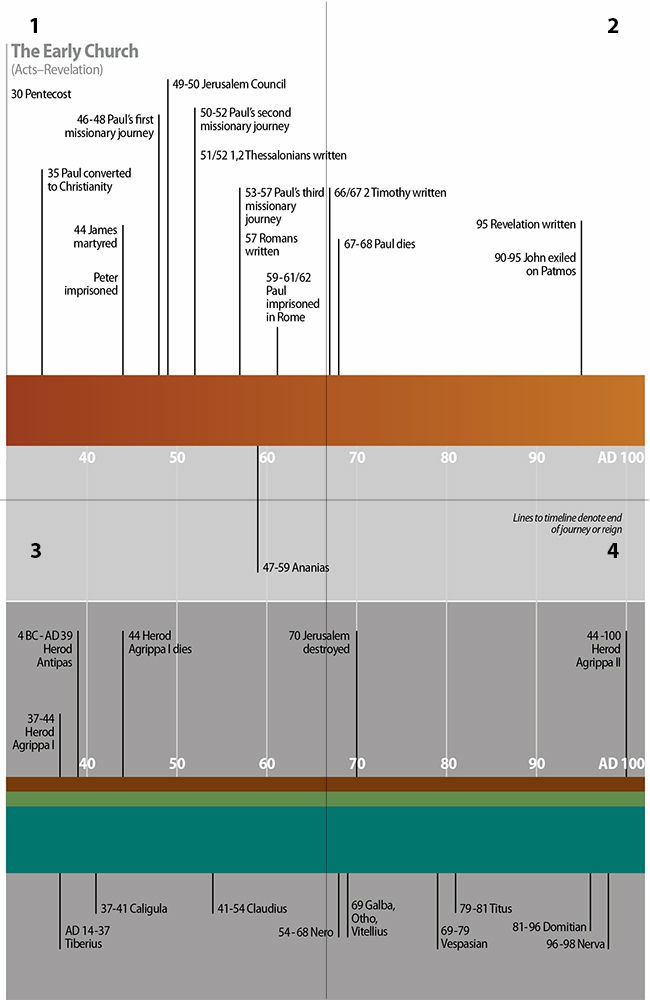 1
2
The Early Church
(Acts–Revelation)
30 Pentecost
49-50 Jerusalem Council
46-48 Paul's first
missionary journey
50-52 Paul's second
missionary journey
51/52 1,2 Thessalonians written
35 Paul converted
to Christianity
53-57 Paul's third
missionary
journey
66/67 2 Timothy written
44 James
martyred
57 Romans
written
67-68 Paul dies
95 Revelation written
90-95 John exiled
on Patmos
Peter
imprisoned
59-61/62
Paul
imprisoned
in Rome
40 50 60 70 80 90 AD 100
Lines to timeline denote end
of journey or reign
3
4
47-59 Ananias
4 BC - AD 39
Herod
Antipas
44 Herod
Agrippa I dies
70 Jerusalem
destroyed
44 -100
Herod
Agrippa II
37-44
Herod
Agrippa I
40 50 60 70 80 90 AD 100
37-41 Caligula
AD 14-37
Tiberius
41-54 Claudius
54-68 Nero
69 Galba,
Otho,
Vitellius
69-79
Vespasian
79-81 Titus
81-96 Domitian
96-98 Nerva